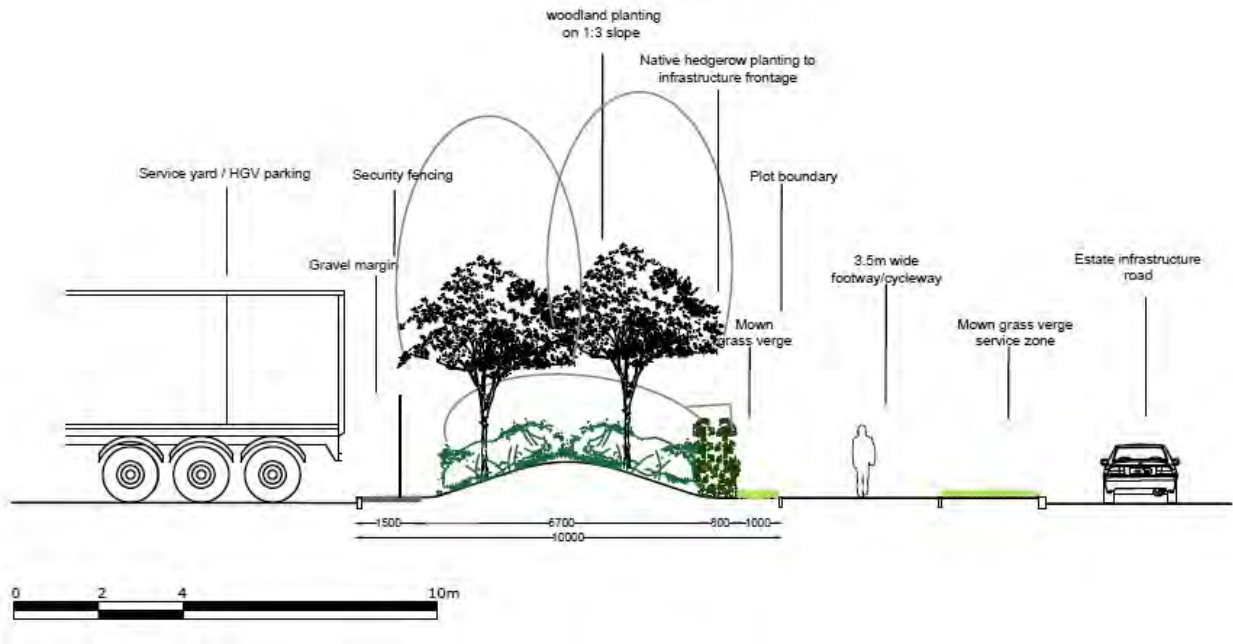 woodland planting
on 1:3 slope
Native hedgerow planting to
infrastructure frontage
Service yard / HGV parking
Security fencing
Plot boundary
Gravel margin
3.5m wide
footway/cycleway
Estate infrastructure
road
Mown
grass verge
Mown grass verge
service zone
1500 6700 800 1000
10000
0 2 4 10m